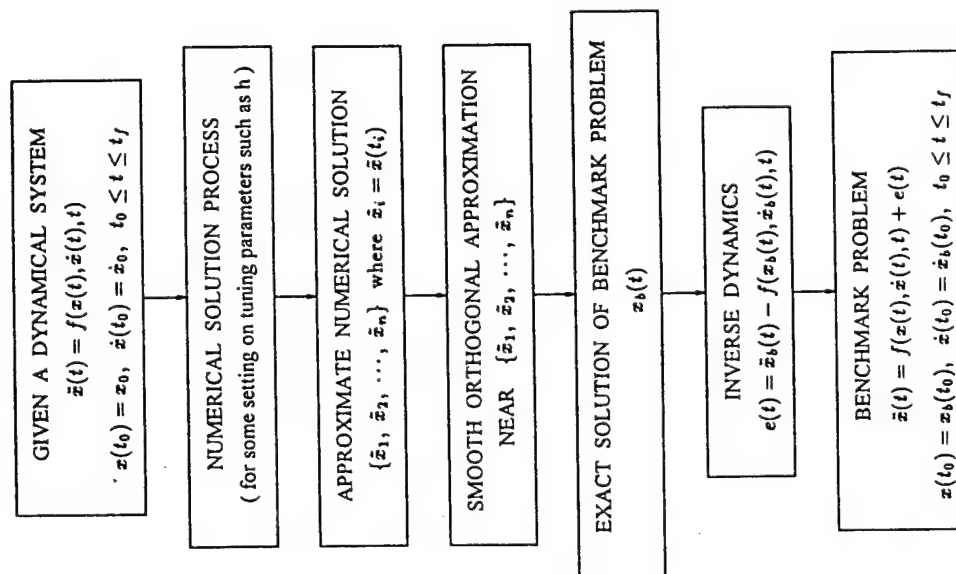 GIVEN A DYNAMICAL SYSTEM
ẍ(t) = f(x(t), ẋ(t), t)
x(t₀) = x₀, ẋ(t₀) = ẋ₀, t₀ ≤ t ≤ t_f
NUMERICAL SOLUTION PROCESS
( for some setting on tuning parameters such as h )
APPROXIMATE NUMERICAL SOLUTION
{x̃₁, x̃₂, ⋯, x̃ₙ} where x̃ᵢ = x̃(tᵢ)
SMOOTH ORTHOGONAL APPROXIMATION
NEAR {x̃₁, x̃₂, ..., x̃ₙ}
EXACT SOLUTION OF BENCHMARK PROBLEM
x_b(t)
INVERSE DYNAMICS
e(t) = ẍ_b(t) − f(x_b(t), ẋ_b(t), t)
BENCHMARK PROBLEM
ẍ(t) = f(x(t), ẋ(t), t) + e(t)
x(t₀) = x_b(t₀), ẋ(t₀) = ẋ_b(t₀), t₀ ≤ t ≤ t_f